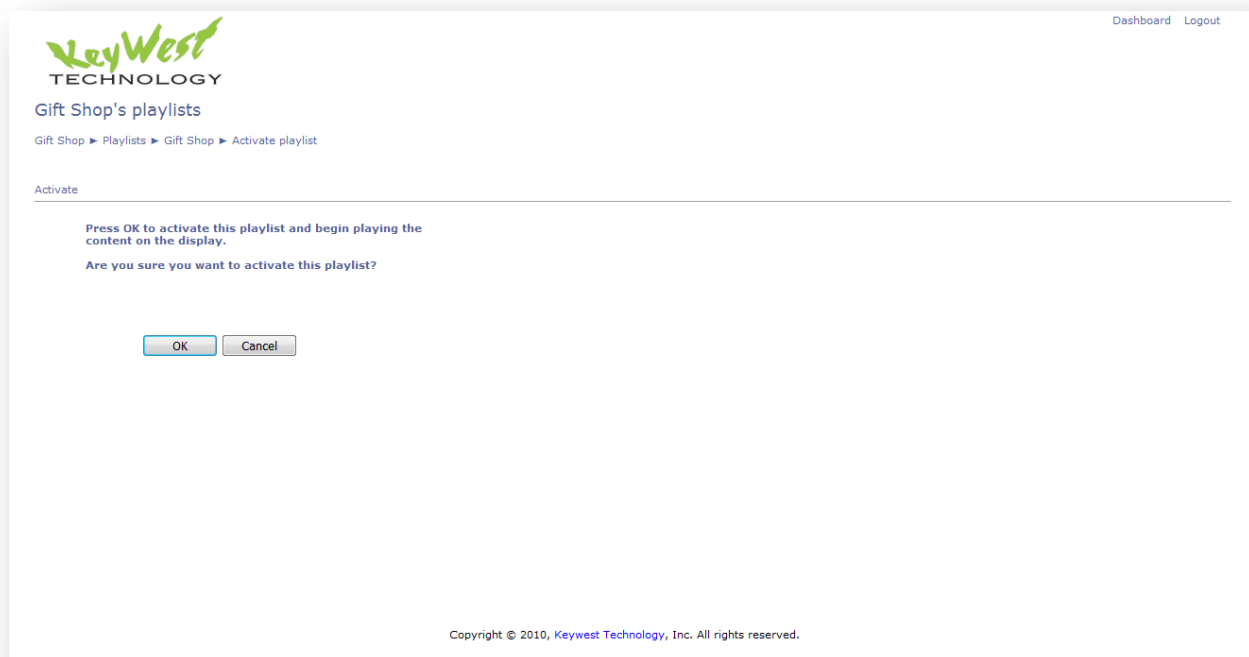 Dashboard Logout
KeyWest
TECHNOLOGY
Gift Shop's playlists
Gift Shop ► Playlists ► Gift Shop ► Activate playlist
Activate
Press OK to activate this playlist and begin playing the
content on the display.
Are you sure you want to activate this playlist?
OK Cancel
Copyright © 2010, Keywest Technology, Inc. All rights reserved.